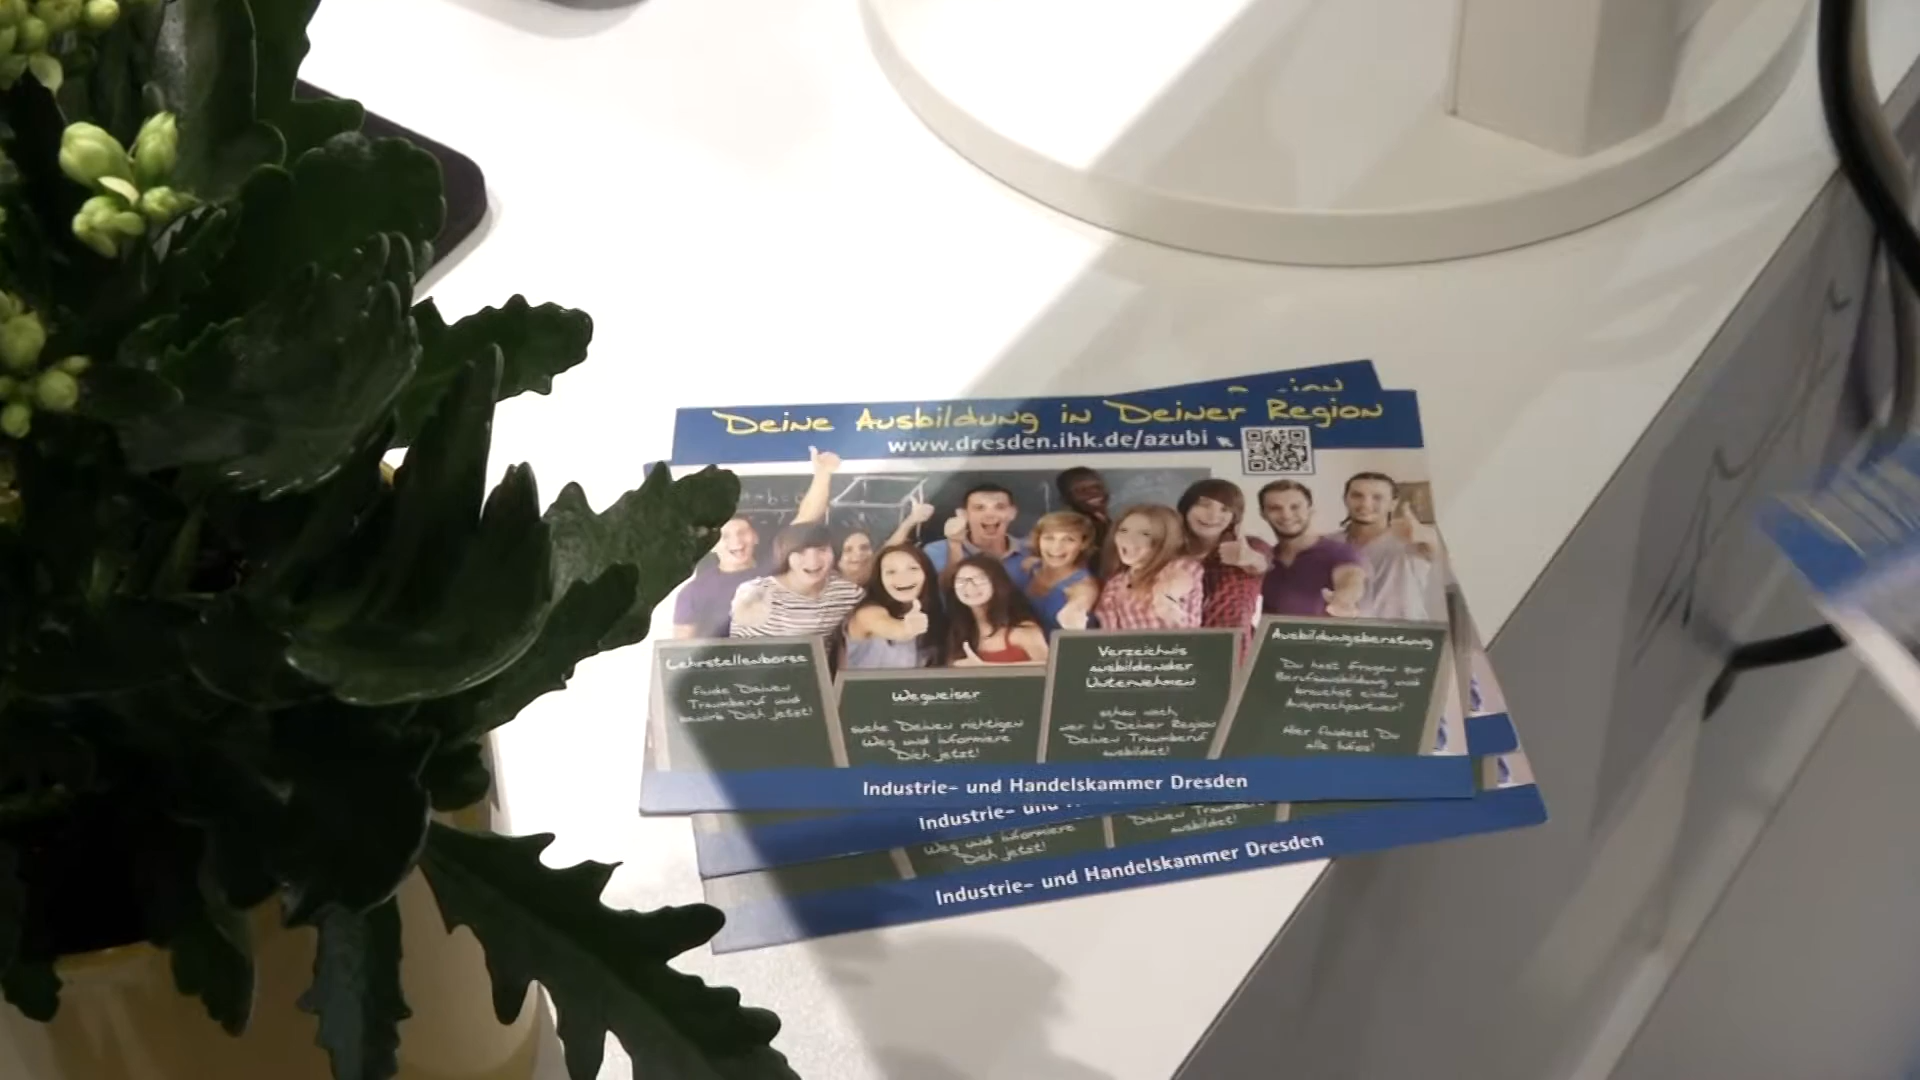 Deine Ausbildung in Deiner Region
www.dresden.ihk.de/azubi
Lehrstellenbörse
finde Deinen
Traumberuf und
bewirb Dich jetzt!
Wegweiser
suche Deinen richtigen
Weg und informiere
Dich jetzt!
Verzeichnis
ausbildender
Unternehmen
schau nach,
wer in Deiner Region
Deinen Traumberuf
ausbildet!
Ausbildungsberatung
Du hast Fragen zur
Berufsausbildung und
brauchst einen
Ansprechpartner?
Hier findest Du
alle Infos!
Industrie- und Handelskammer Dresden
Industrie- und
Weg und informiere
Dich jetzt!
Deinen
ausbildet!
Industrie- und Handelskammer Dresden